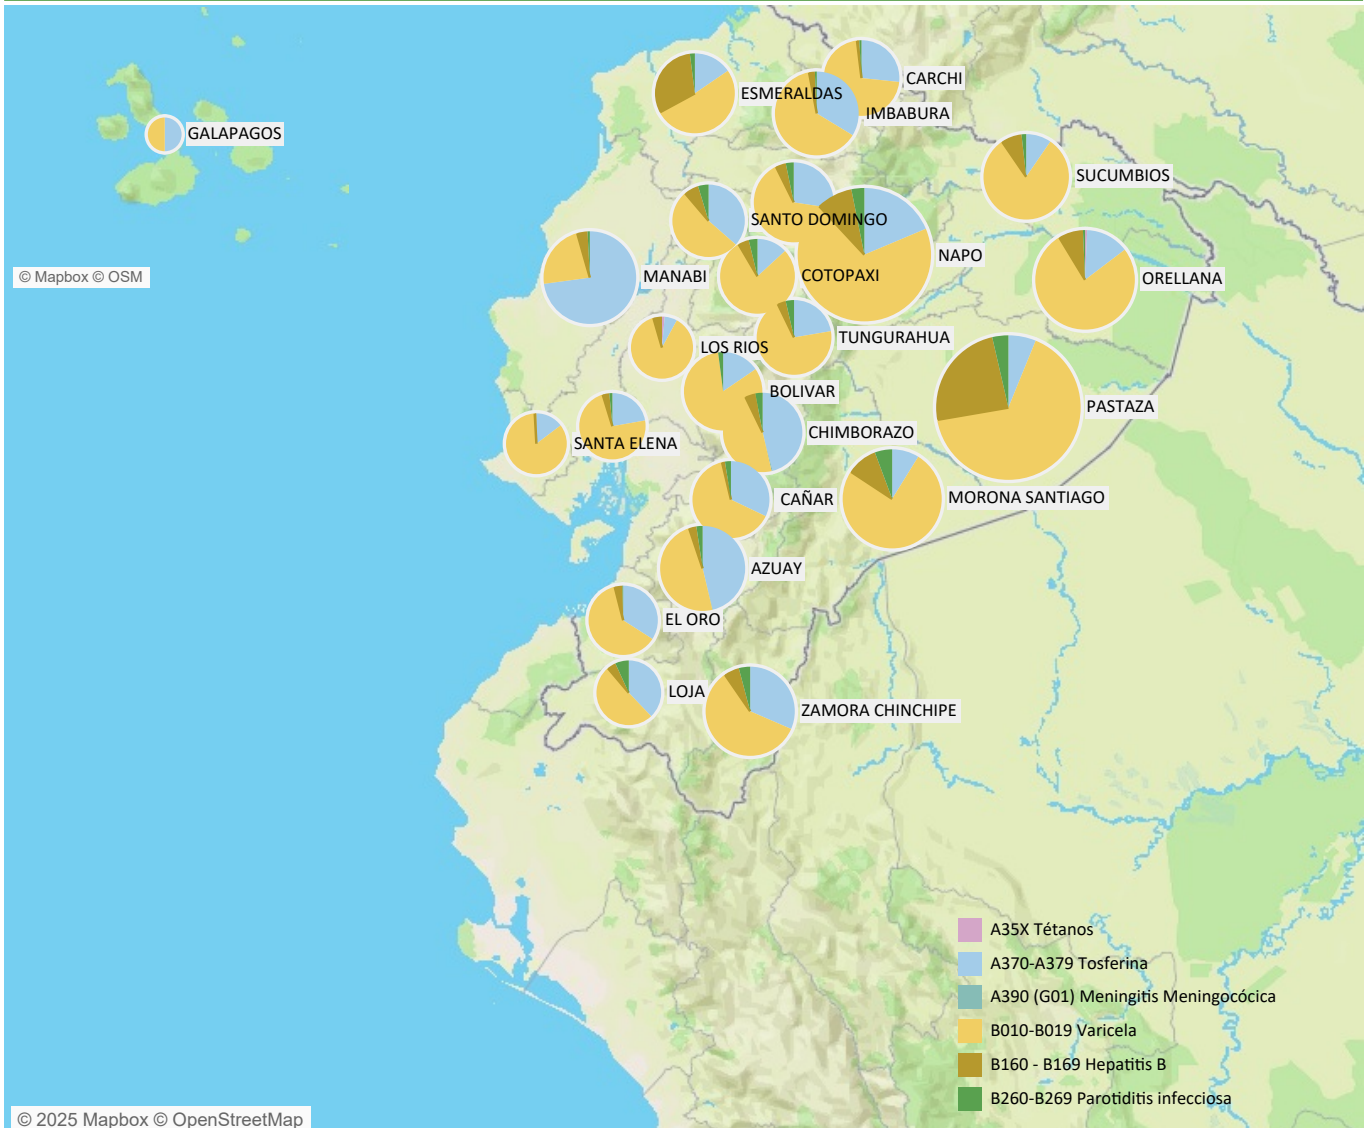 CARCHI
ESMERALDAS
IMBABURA
GALAPAGOS
SUCUMBIOS
SANTO DOMINGO
NAPO
© Mapbox © OSM
MANABI
COTOPAXI
ORELLANA
TUNGURAHUA
LOS RIOS
BOLIVAR
PASTAZA
CHIMBORAZO
SANTA ELENA
CAÑAR
MORONA SANTIAGO
AZUAY
EL ORO
LOJA
ZAMORA CHINCHIPE
A35X Tétanos
A370-A379 Tosferina
A390 (G01) Meningitis Meningocócica
B010-B019 Varicela
B160 - B169 Hepatitis B
B260-B269 Parotiditis infecciosa
© 2025 Mapbox © OpenStreetMap